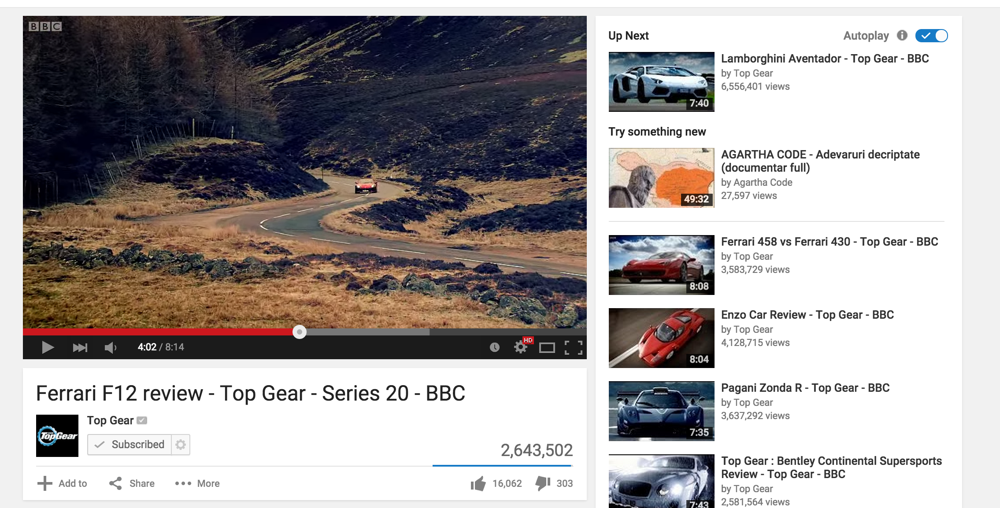 BBC
4:02 / 8:14
HD
Ferrari F12 review - Top Gear - Series 20 - BBC
TopGear
Top Gear
Subscribed
2,643,502
Add to
Share
More
16,062
303
Up Next
Autoplay
Lamborghini Aventador - Top Gear - BBC
by Top Gear
6,556,401 views
7:40
Try something new
AGARTHA CODE - Adevaruri decriptate
(documentar full)
by Agartha Code
27,597 views
49:32
Ferrari 458 vs Ferrari 430 - Top Gear - BBC
by Top Gear
3,583,729 views
8:08
Enzo Car Review - Top Gear - BBC
by Top Gear
4,128,715 views
8:04
Pagani Zonda R - Top Gear - BBC
by Top Gear
3,637,292 views
7:35
Top Gear : Bentley Continental Supersports
Review - Top Gear - BBC
by Top Gear
2,581,564 views
7:43